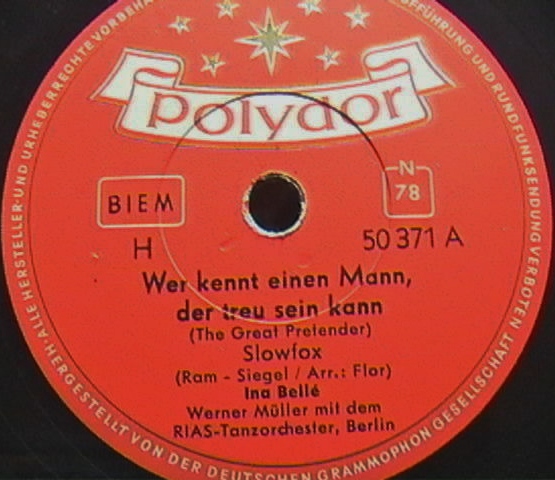 polydor
BIEM
N
78
H
50 371 A
Wer kennt einen Mann,
der treu sein kann
(The Great Pretender)
Slowfox
(Ram - Siegel / Arr.: Flor)
Ina Bellé
Werner Müller mit dem
RIAS-Tanzorchester, Berlin
ALLE HERSTELLER-UND URHEBERRECHTE VORBEHA
FFÜHRUNG UND RUNDFUNKSENDUNG VERBOTEN
HERGESTELLT VON DER DEUTSCHEN GRAMMOPHON GESELLSCHAFT